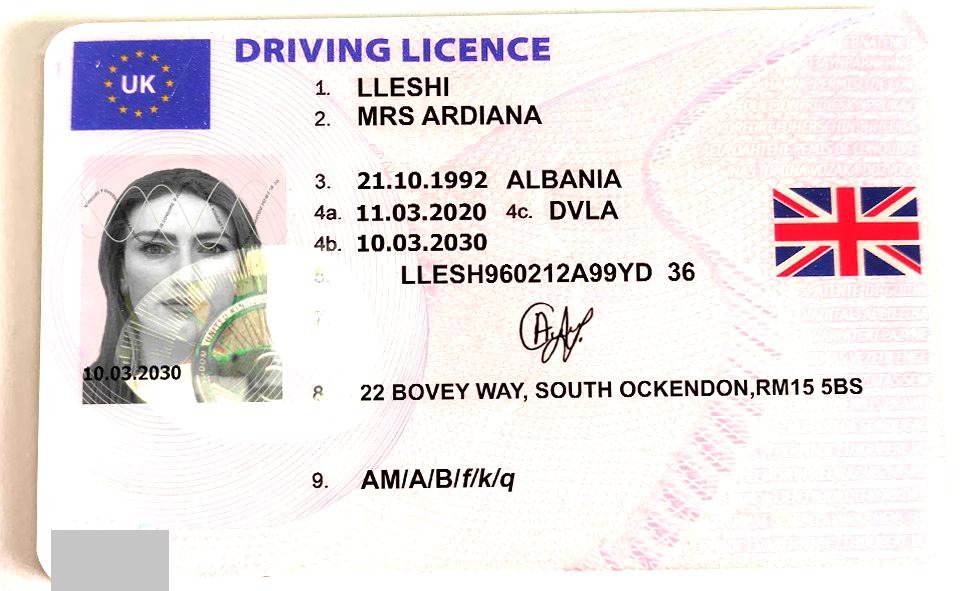 UK
DRIVING LICENCE
1. LLESHI
2. MRS ARDIANA
3. 21.10.1992 ALBANIA
4a. 11.03.2020 4c. DVLA
4b. 10.03.2030
5. LLESH960212A99YD 36
7
10.03.2030
8 22 BOVEY WAY, SOUTH OCKENDON,RM15 5BS
9. AM/A/B/f/k/q